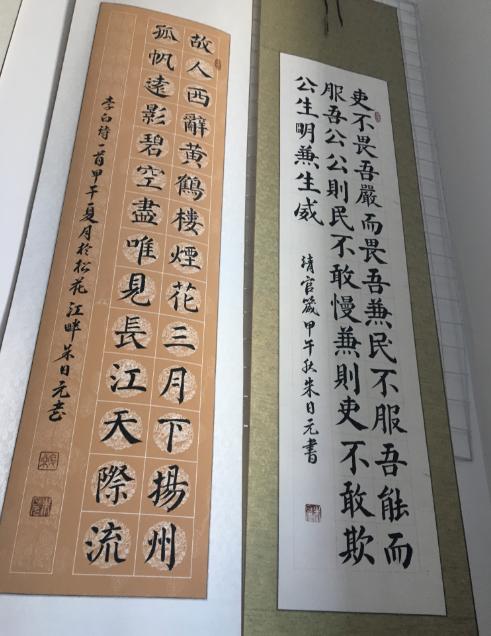 吏不畏吾嚴而畏吾兼民不服吾能而
服吾公公則民不敢慢兼則吏不敢欺
公生明兼生威
清官箴甲午秋朱日元書
故人西辭黃鶴樓煙花三月下揚州
孤帆遠影碧空盡唯見長江天際流
李白詩一首甲午夏月於松花江畔朱日元書